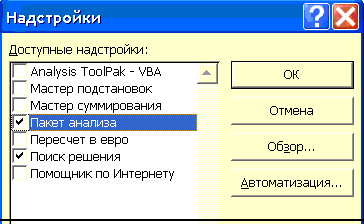 Надстройки
Доступные надстройки:
Analysis ToolPak - VBA
Мастер подстановок
Мастер суммирования
Пакет анализа
Пересчет в евро
Поиск решения
Помощник по Интернету
ОК
Отмена
Обзор...
Автоматизация...